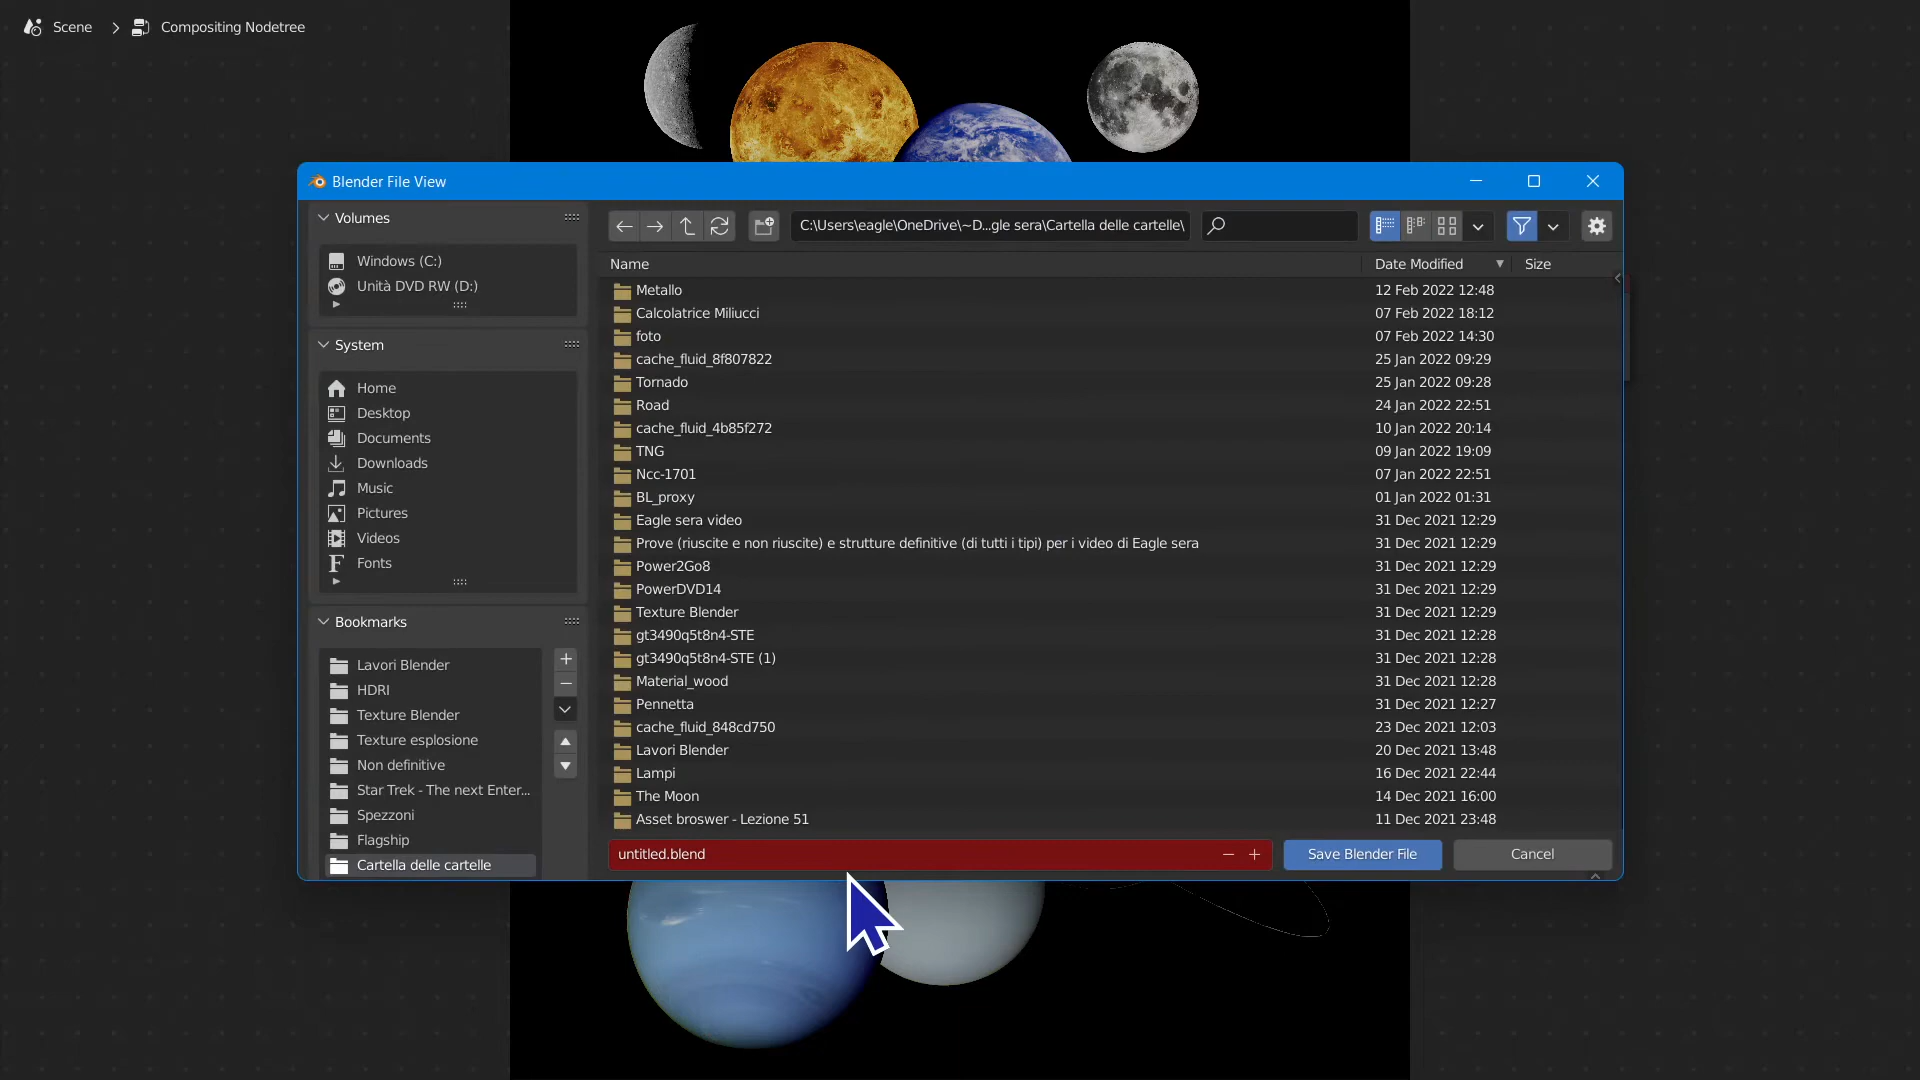 Scene
Compositing Nodetree
Blender File View
Volumes
Windows (C:)
Unità DVD RW (D:)
System
Home
Desktop
Documents
Downloads
Music
Pictures
Videos
Fonts
Bookmarks
Lavori Blender
HDRI
Texture Blender
Texture esplosione
Non definitive
Star Trek - The next Enter...
Spezzoni
Flagship
Cartella delle cartelle
C:\Users\eagle\OneDrive\~D...gle sera\Cartella delle cartelle\
Name Date Modified Size
Metallo 12 Feb 2022 12:48
Calcolatrice Miliucci 07 Feb 2022 18:12
foto 07 Feb 2022 14:30
cache_fluid_8f807822 25 Jan 2022 09:29
Tornado 25 Jan 2022 09:28
Road 24 Jan 2022 22:51
cache_fluid_4b85f272 10 Jan 2022 20:14
TNG 09 Jan 2022 19:09
Ncc-1701 07 Jan 2022 22:51
BL_proxy 01 Jan 2022 01:31
Eagle sera video 31 Dec 2021 12:29
Prove (riuscite e non riuscite) e strutture definitive (di tutti i tipi) per i video di Eagle sera 31 Dec 2021 12:29
Power2Go8 31 Dec 2021 12:29
PowerDVD14 31 Dec 2021 12:29
Texture Blender 31 Dec 2021 12:29
gt3490q5t8n4-STE 31 Dec 2021 12:28
gt3490q5t8n4-STE (1) 31 Dec 2021 12:28
Material_wood 31 Dec 2021 12:28
Pennetta 31 Dec 2021 12:27
cache_fluid_848cd750 23 Dec 2021 12:03
Lavori Blender 20 Dec 2021 13:48
Lampi 16 Dec 2021 22:44
The Moon 14 Dec 2021 16:00
Asset broswer - Lezione 51 11 Dec 2021 23:48
untitled.blend
Save Blender File
Cancel